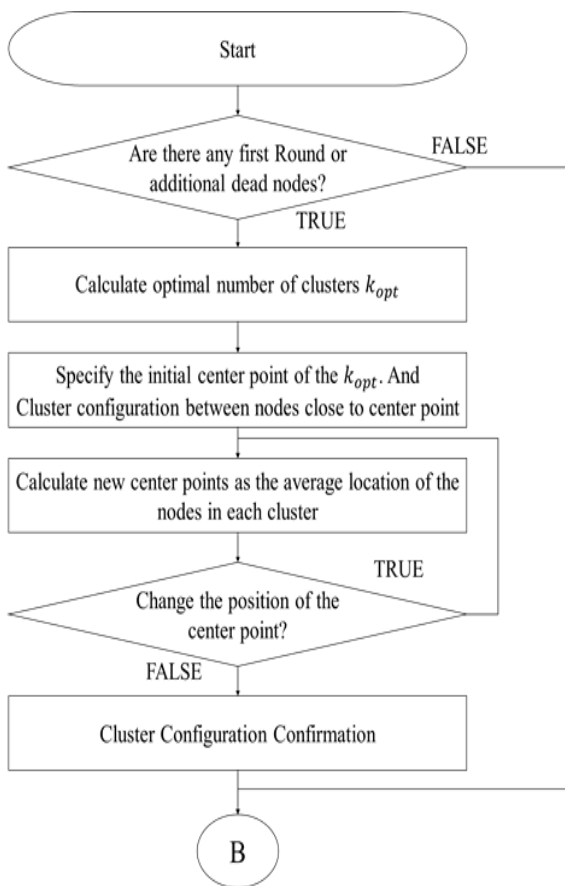 Start
Are there any first Round or
additional dead nodes?
FALSE
TRUE
Calculate optimal number of clusters k_opt
Specify the initial center point of the k_opt. And
Cluster configuration between nodes close to center point
Calculate new center points as the average location of the
nodes in each cluster
TRUE
Change the position of the
center point?
FALSE
Cluster Configuration Confirmation
B